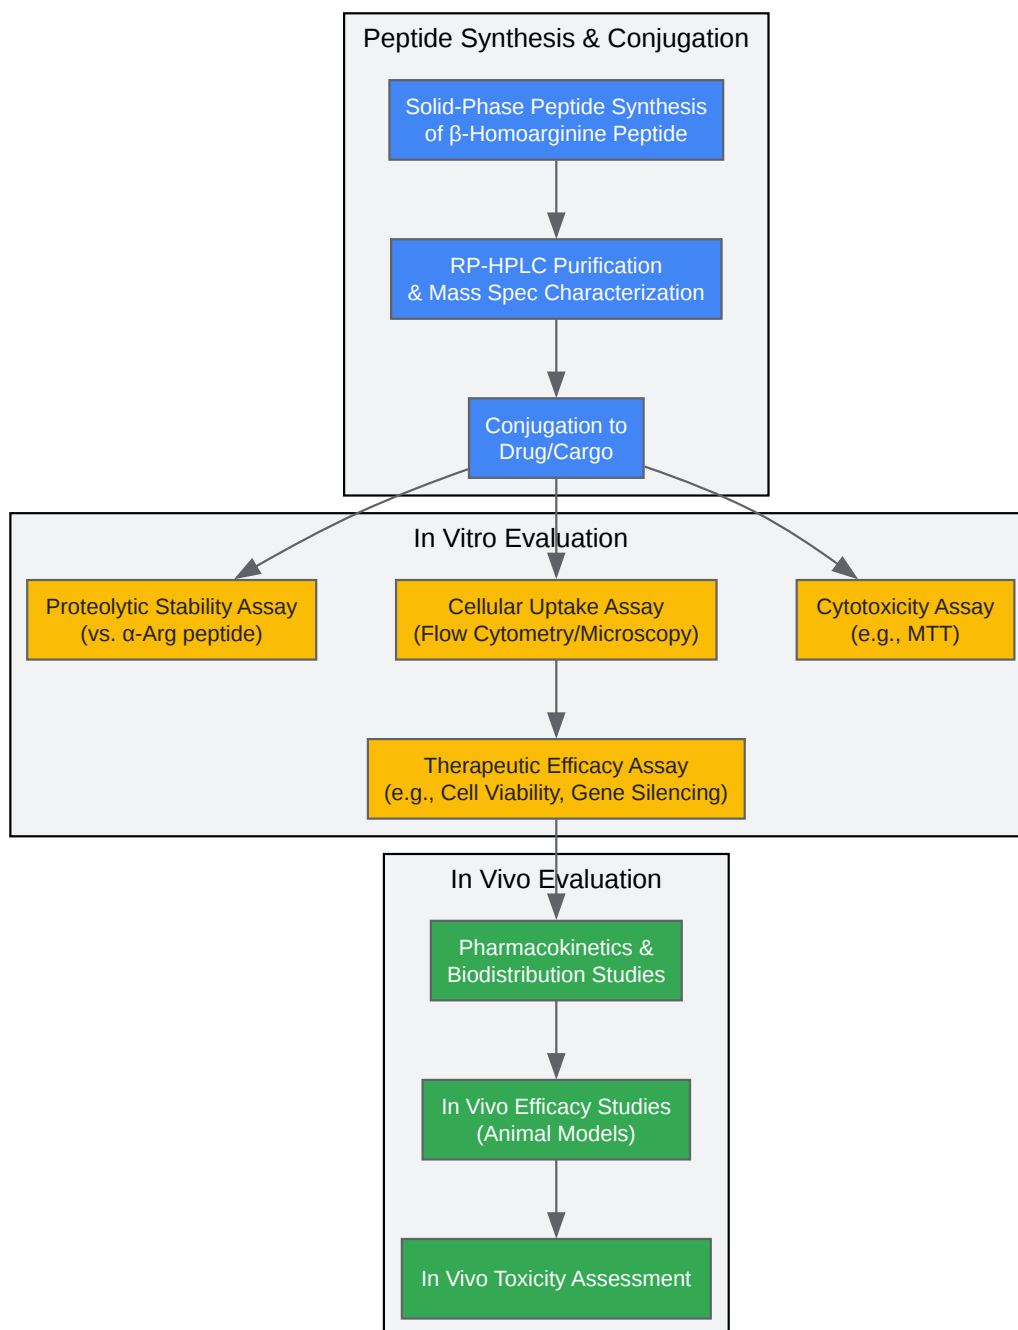 Peptide Synthesis & Conjugation
Solid-Phase Peptide Synthesis
of β-Homoarginine Peptide
RP-HPLC Purification
& Mass Spec Characterization
Conjugation to
Drug/Cargo
In Vitro Evaluation
Proteolytic Stability Assay
(vs. α-Arg peptide)
Cellular Uptake Assay
(Flow Cytometry/Microscopy)
Cytotoxicity Assay
(e.g., MTT)
Therapeutic Efficacy Assay
(e.g., Cell Viability, Gene Silencing)
In Vivo Evaluation
Pharmacokinetics &
Biodistribution Studies
In Vivo Efficacy Studies
(Animal Models)
In Vivo Toxicity Assessment